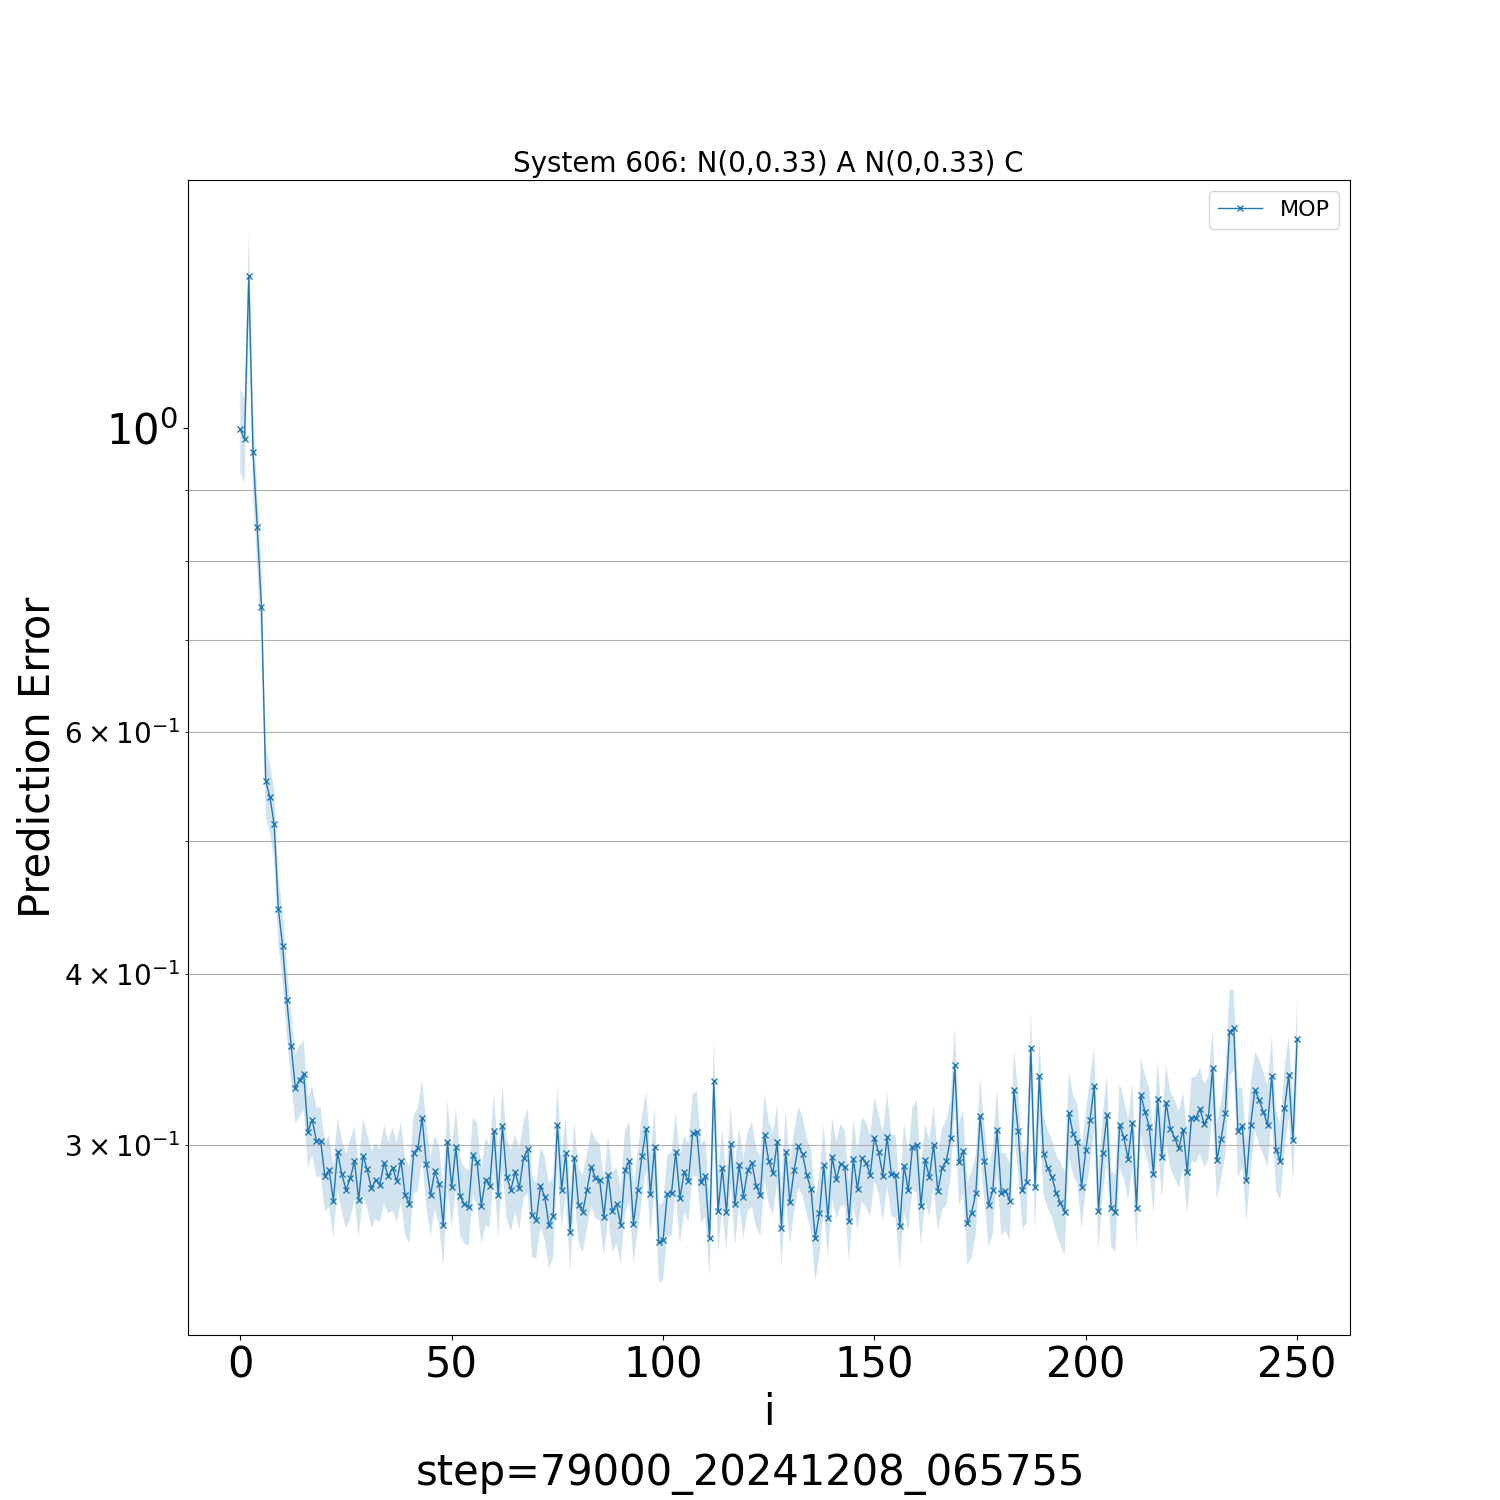 System 606: N(0,0.33) A N(0,0.33) C
MOP
10⁰
6 × 10⁻¹
4 × 10⁻¹
3 × 10⁻¹
Prediction Error
0 50 100 150 200 250
i
step=79000_20241208_065755